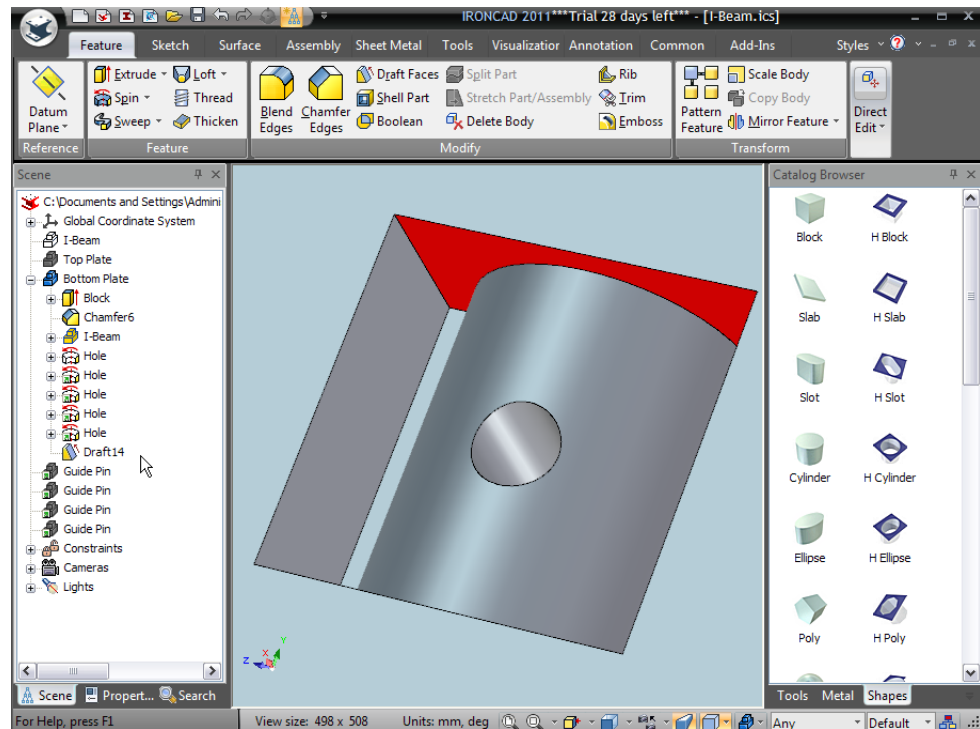 IRONCAD 2011***Trial 28 days left*** - [I-Beam.ics]
Feature Sketch Surface Assembly Sheet Metal Tools Visualization Annotation Common Add-Ins Styles
Datum Plane
Reference
Extrude Loft
Spin Thread
Sweep Thicken
Feature
Blend Edges
Chamfer Edges
Draft Faces Split Part Rib
Shell Part Stretch Part/Assembly Trim
Boolean Delete Body Emboss
Modify
Pattern Feature
Scale Body
Copy Body
Mirror Feature
Transform
Direct Edit
Scene
C:\Documents and Settings\Admini
Global Coordinate System
I-Beam
Top Plate
Bottom Plate
Block
Chamfer6
I-Beam
Hole
Hole
Hole
Hole
Hole
Draft14
Guide Pin
Guide Pin
Guide Pin
Guide Pin
Constraints
Cameras
Lights
Scene Propert... Search
Z X Y
Catalog Browser
Block H Block
Slab H Slab
Slot H Slot
Cylinder H Cylinder
Ellipse H Ellipse
Poly H Poly
Tools Metal Shapes
For Help, press F1 View size: 498 x 508 Units: mm, deg Any Default